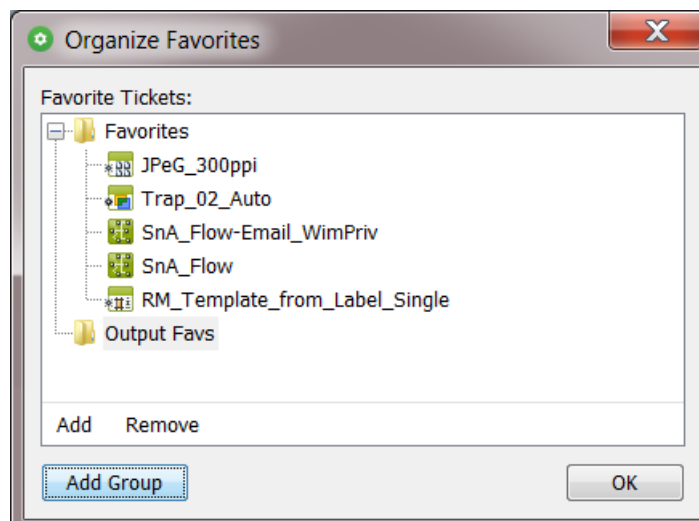 Organize Favorites
Favorite Tickets:
Favorites
JPeG_300ppi
Trap_02_Auto
SnA_Flow-Email_WimPriv
SnA_Flow
RM_Template_from_Label_Single
Output Favs
Add Remove
Add Group OK